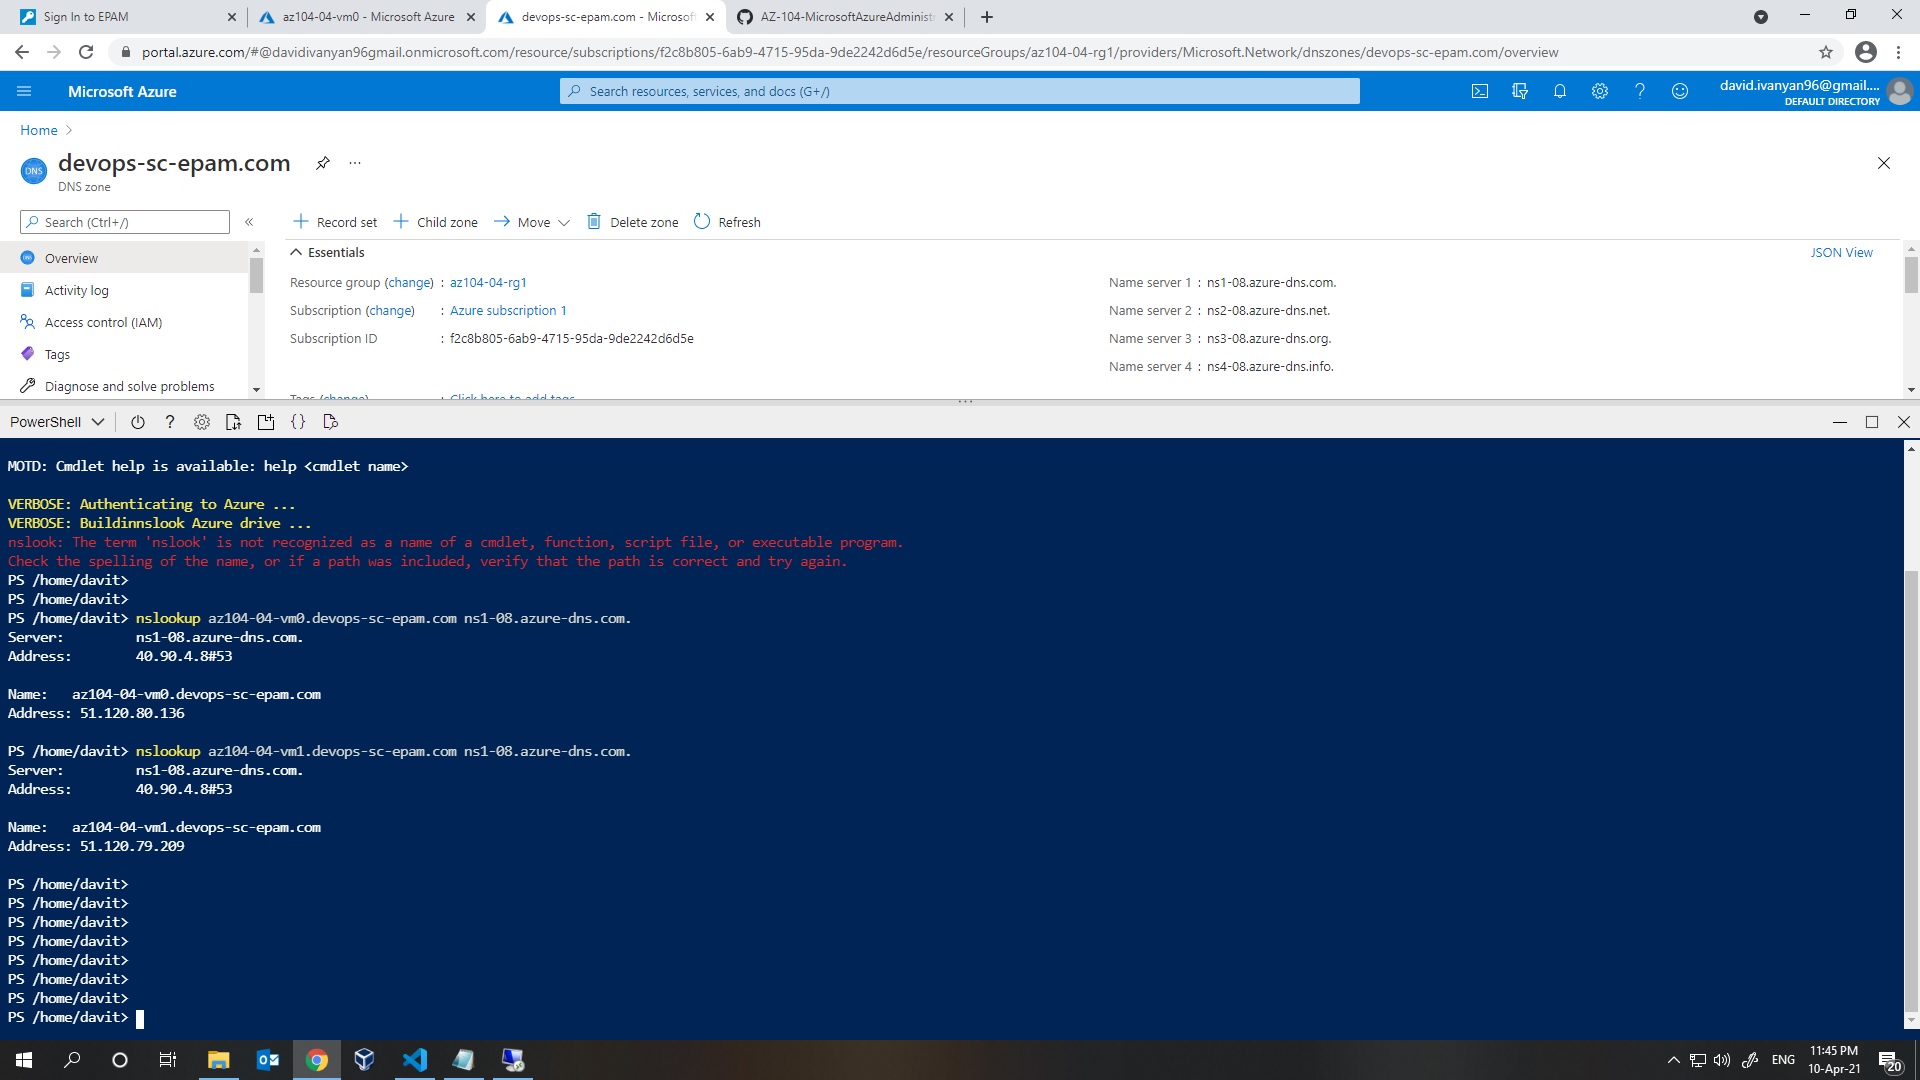 Sign In to EPAM
az104-04-vm0 - Microsoft Azure
devops-sc-epam.com - Microsof
AZ-104-MicrosoftAzureAdminist
portal.azure.com/#@davidivanyan96gmail.onmicrosoft.com/resource/subscriptions/f2c8b805-6ab9-4715-95da-9de2242d6d5e/resourceGroups/az104-04-rg1/providers/Microsoft.Network/dnszones/devops-sc-epam.com/overview
Microsoft Azure
Search resources, services, and docs (G+/)
david.ivanyan96@gmail....
DEFAULT DIRECTORY
Home
DNS
devops-sc-epam.com
DNS zone
Search (Ctrl+/)
Record set
Child zone
Move
Delete zone
Refresh
Overview
Activity log
Access control (IAM)
Tags
Diagnose and solve problems
Essentials
JSON View
Resource group (change) : az104-04-rg1
Subscription (change) : Azure subscription 1
Subscription ID : f2c8b805-6ab9-4715-95da-9de2242d6d5e
Tags (change) : Click here to add tags
Name server 1 : ns1-08.azure-dns.com.
Name server 2 : ns2-08.azure-dns.net.
Name server 3 : ns3-08.azure-dns.org.
Name server 4 : ns4-08.azure-dns.info.
PowerShell
MOTD: Cmdlet help is available: help <cmdlet name>
VERBOSE: Authenticating to Azure ...
VERBOSE: Buildinnslook Azure drive ...
nslook: The term 'nslook' is not recognized as a name of a cmdlet, function, script file, or executable program.
Check the spelling of the name, or if a path was included, verify that the path is correct and try again.
PS /home/davit>
PS /home/davit>
PS /home/davit> nslookup az104-04-vm0.devops-sc-epam.com ns1-08.azure-dns.com.
Server: ns1-08.azure-dns.com.
Address: 40.90.4.8#53
Name: az104-04-vm0.devops-sc-epam.com
Address: 51.120.80.136
PS /home/davit> nslookup az104-04-vm1.devops-sc-epam.com ns1-08.azure-dns.com.
Server: ns1-08.azure-dns.com.
Address: 40.90.4.8#53
Name: az104-04-vm1.devops-sc-epam.com
Address: 51.120.79.209
PS /home/davit>
PS /home/davit>
PS /home/davit>
PS /home/davit>
PS /home/davit>
PS /home/davit>
PS /home/davit>
PS /home/davit>
ENG
11:45 PM
10-Apr-21
20